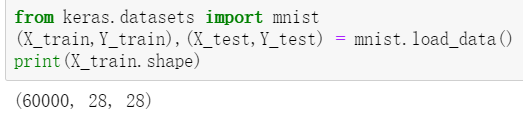 from keras.datasets import mnist
(X_train,Y_train),(X_test,Y_test) = mnist.load_data()
print(X_train.shape)
(60000, 28, 28)